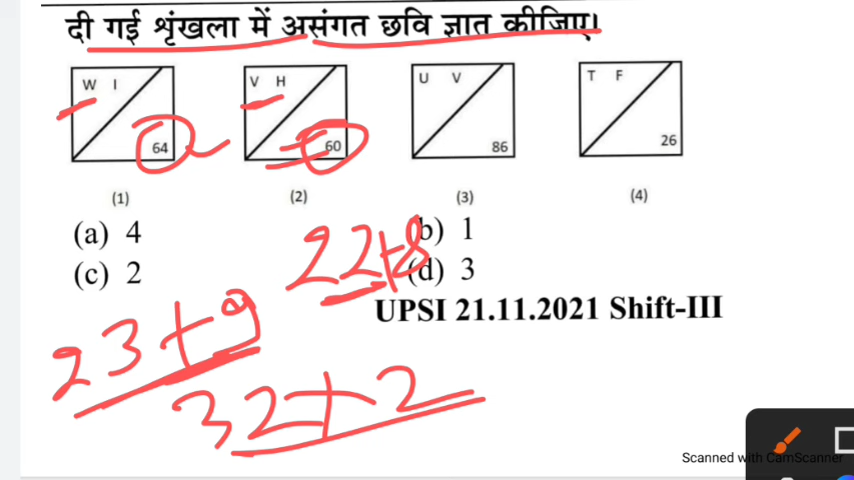 दी गई शृंखला में असंगत छवि ज्ञात कीजिए।
W I 64
V H 60
U V 86
T F 26
(1) (2) (3) (4)
(a) 4 (b) 1
(c) 2 (d) 3
22+8
UPSI 21.11.2021 Shift-III
23+9
32+2
Scanned with CamScanner